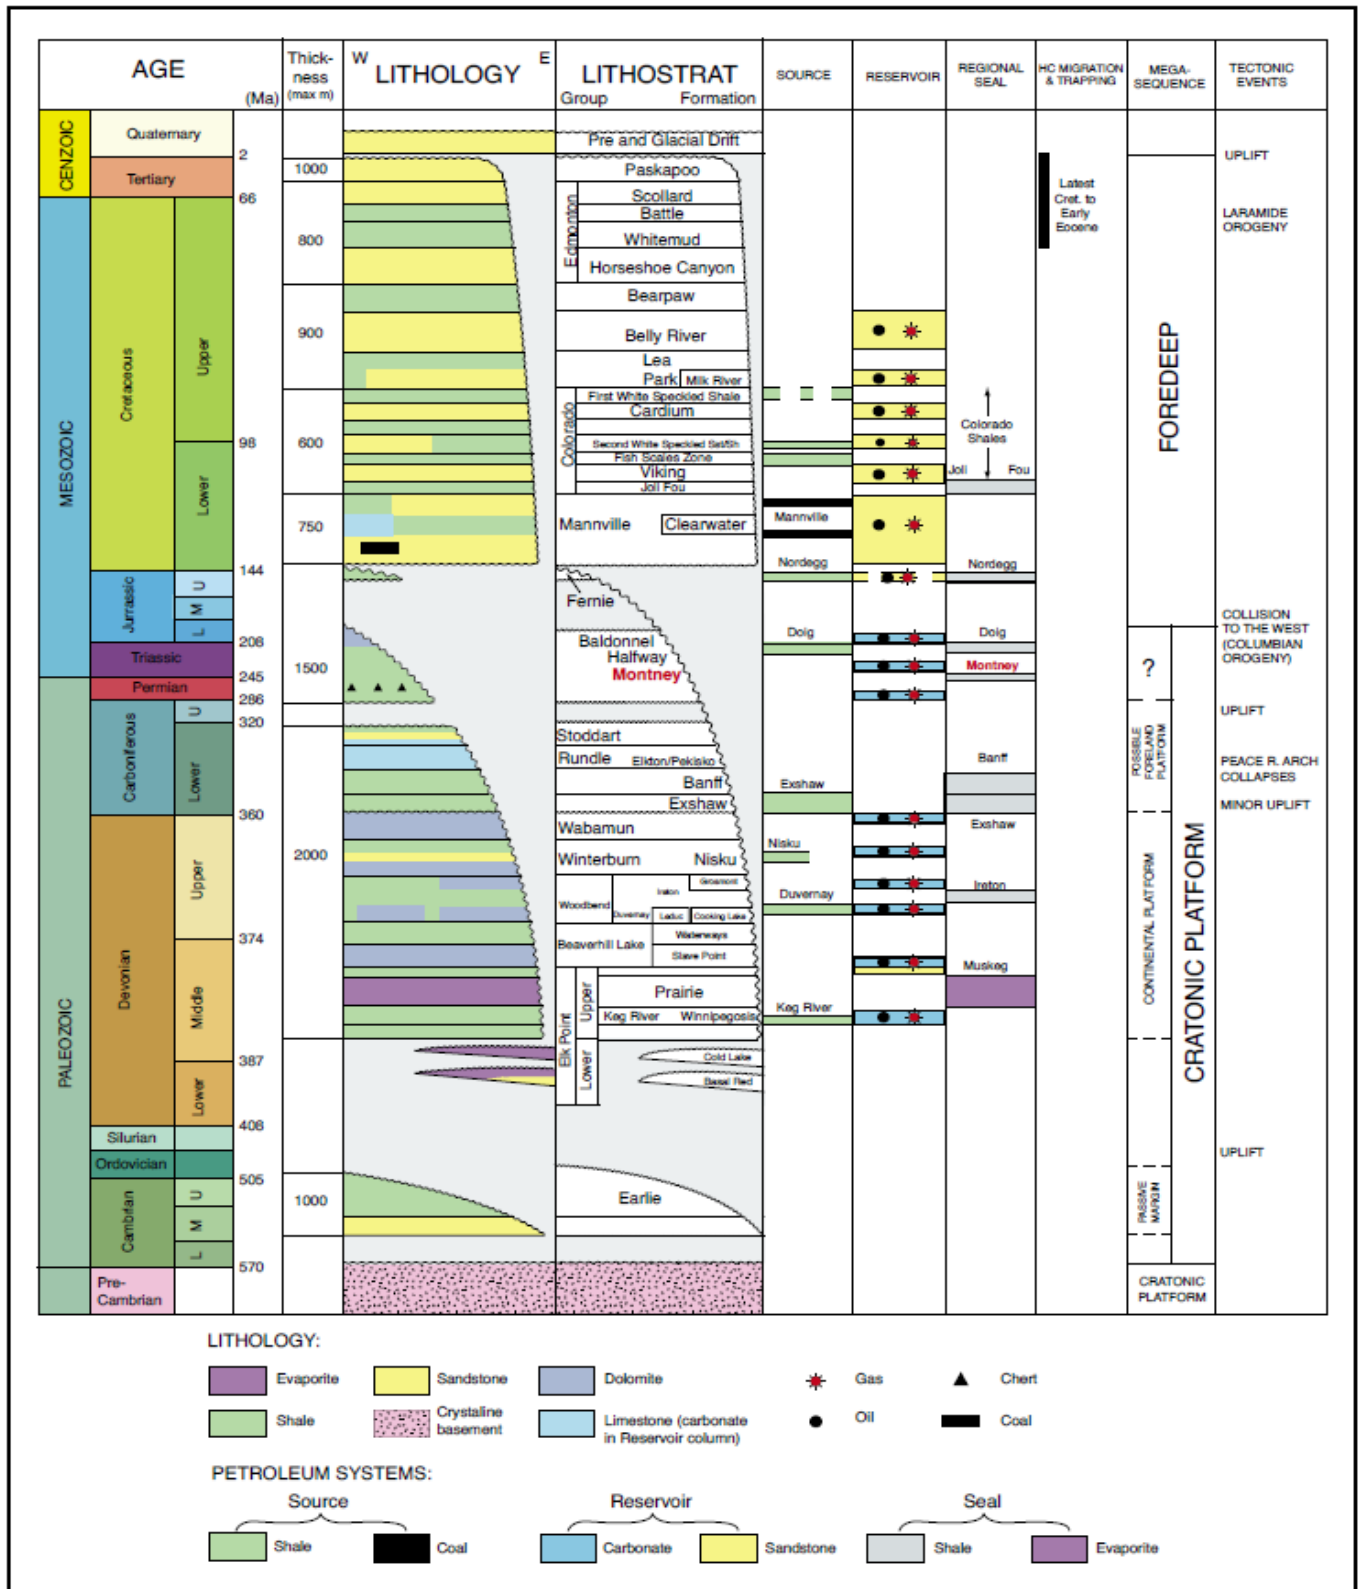 AGE
(Ma)
Thick-
ness
(max m)
W
E
LITHOLOGY
LITHOSTRAT
Group
Formation
SOURCE
RESERVOIR
REGIONAL
SEAL
HC MIGRATION
& TRAPPING
MEGA-
SEQUENCE
TECTONIC
EVENTS
CENZOIC
MESOZOIC
PALEOZOIC
Quaternary
Tertiary
Cretaceous
Upper
Lower
Jurrassic
U
M
L
Triassic
Permian
Carboniferous
U
Lower
Devonian
Upper
Middle
Lower
Silurian
Ordovician
Cambrian
U
M
L
Pre-
Cambrian
2
66
98
144
208
245
286
320
360
374
387
408
505
570
1000
800
900
600
750
1500
2000
1000
Pre and Glacial Drift
Paskapoo
Edmonton
Scollard
Battle
Whitemud
Horseshoe Canyon
Bearpaw
Belly River
Lea
Park
Milk River
Colorado
First White Speckled Shale
Cardium
Second White Speckled Sst/Sh
Fish Scales Zone
Viking
Joli Fou
Mannville
Clearwater
Fernie
Baldonnel
Halfway
Montney
Stoddart
Rundle
Elkton/Pekisko
Banff
Exshaw
Wabamun
Winterburn
Nisku
Woodbend
Ireton
Grosmont
Duvernay
Leduc
Cooking Lake
Beaverhill Lake
Waterways
Slave Point
Elk Point
Upper
Prairie
Keg River
Winnipegosis
Lower
Cold Lake
Basal Red
Earlie
Mannville
Nordegg
Doig
Exshaw
Nisku
Duvernay
Keg River
Colorado
Shales
Joli
Fou
Nordegg
Doig
Montney
Banff
Exshaw
Ireton
Muskeg
Latest
Cret. to
Early
Eocene
FOREDEEP
?
POSSIBLE
FORELAND
PLATFORM
CONTINENTAL PLATFORM
CRATONIC PLATFORM
PASSIVE
MARGIN
CRATONIC
PLATFORM
UPLIFT
LARAMIDE
OROGENY
COLLISION
TO THE WEST
(COLUMBIAN
OROGENY)
UPLIFT
PEACE R. ARCH
COLLAPSES
MINOR UPLIFT
UPLIFT
LITHOLOGY:
Evaporite
Sandstone
Dolomite
Gas
Chert
Shale
Crystaline
basement
Limestone (carbonate
in Reservoir column)
Oil
Coal
PETROLEUM SYSTEMS:
Source
Reservoir
Seal
Shale
Coal
Carbonate
Sandstone
Shale
Evaporite